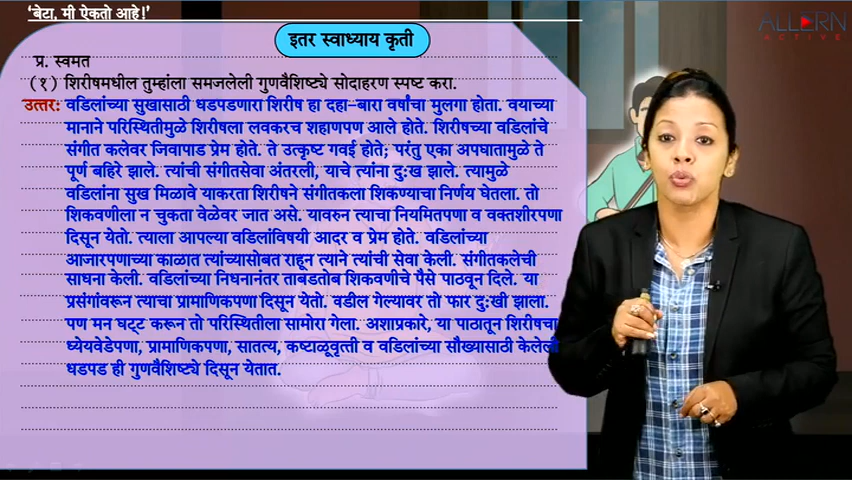 ‘बेटा, मी ऐकतो आहे!’
ALLERN
ACTIVE
इतर स्वाध्याय कृती
प्र. स्वमत
(१) शिरीषमधील तुम्हांला समजलेली गुणवैशिष्ट्ये सोदाहरण स्पष्ट करा.
उत्तर: वडिलांच्या सुखासाठी धडपडणारा शिरीष हा दहा-बारा वर्षांचा मुलगा होता. वयाच्या
मानाने परिस्थितीमुळे शिरीषला लवकरच शहाणपण आले होते. शिरीषच्या वडिलांचे
संगीत कलेवर जिवापाड प्रेम होते. ते उत्कृष्ट गवई होते; परंतु एका अपघातामुळे ते
पूर्ण बहिरे झाले. त्यांची संगीतसेवा अंतरली, याचे त्यांना दुःख झाले. त्यामुळे
वडिलांना सुख मिळावे याकरता शिरीषने संगीतकला शिकण्याचा निर्णय घेतला. तो
शिकवणीला न चुकता वेळेवर जात असे. यावरुन त्याचा नियमितपणा व वक्तशीरपणा
दिसून येतो. त्याला आपल्या वडिलांविषयी आदर व प्रेम होते. वडिलांच्या
आजारपणाच्या काळात त्यांच्यासोबत राहून त्याने त्यांची सेवा केली. संगीतकलेची
साधना केली. वडिलांच्या निधनानंतर ताबडतोब शिकवणीचे पैसे पाठवून दिले. या
प्रसंगांवरून त्याचा प्रामाणिकपणा दिसून येतो. वडील गेल्यावर तो फार दुःखी झाला.
पण मन घट्ट करून तो परिस्थितीला सामोरा गेला. अशाप्रकारे, या पाठातून शिरीषचा
ध्येयवेडेपणा, प्रामाणिकपणा, सातत्य, कष्टाळूवृत्ती व वडिलांच्या सौख्यासाठी केलेली
धडपड ही गुणवैशिष्ट्ये दिसून येतात.